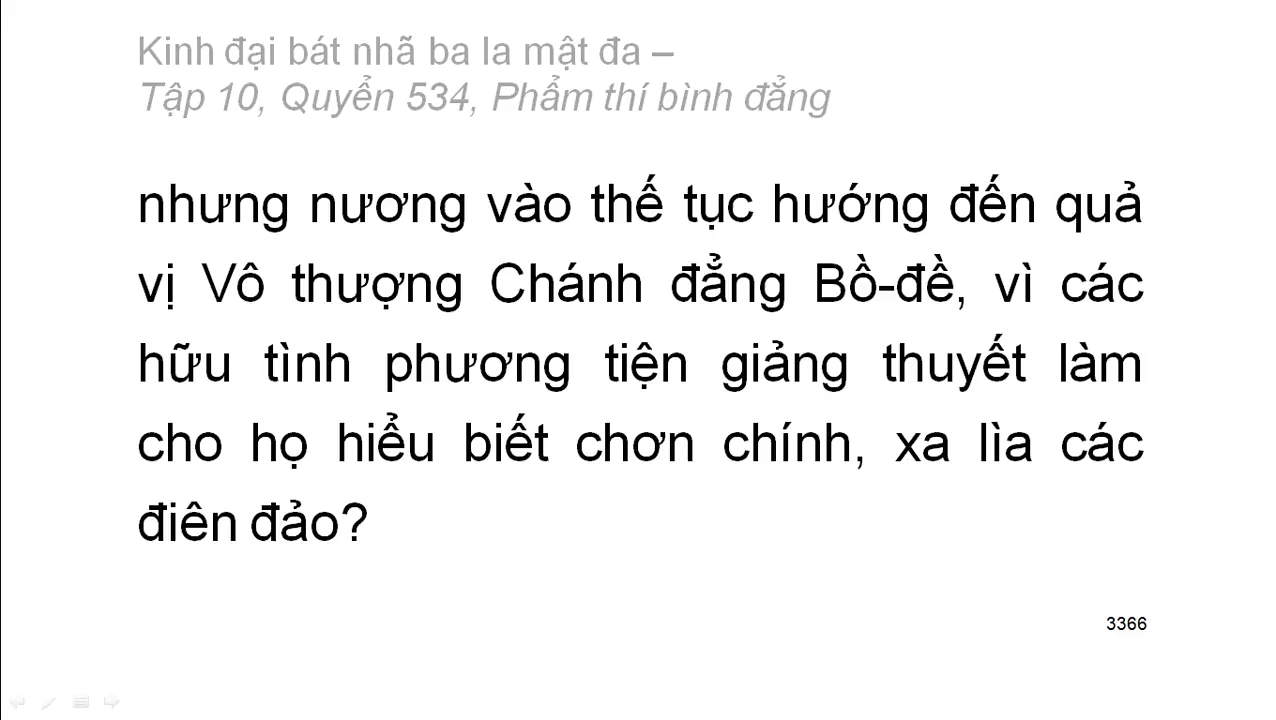 Kinh đại bát nhã ba la mật đa –
Tập 10, Quyển 534, Phẩm thí bình đẳng
nhưng nương vào thế tục hướng đến quả
vị Vô thượng Chánh đẳng Bồ-đề, vì các
hữu tình phương tiện giảng thuyết làm
cho họ hiểu biết chơn chính, xa lìa các
điên đảo?
3366